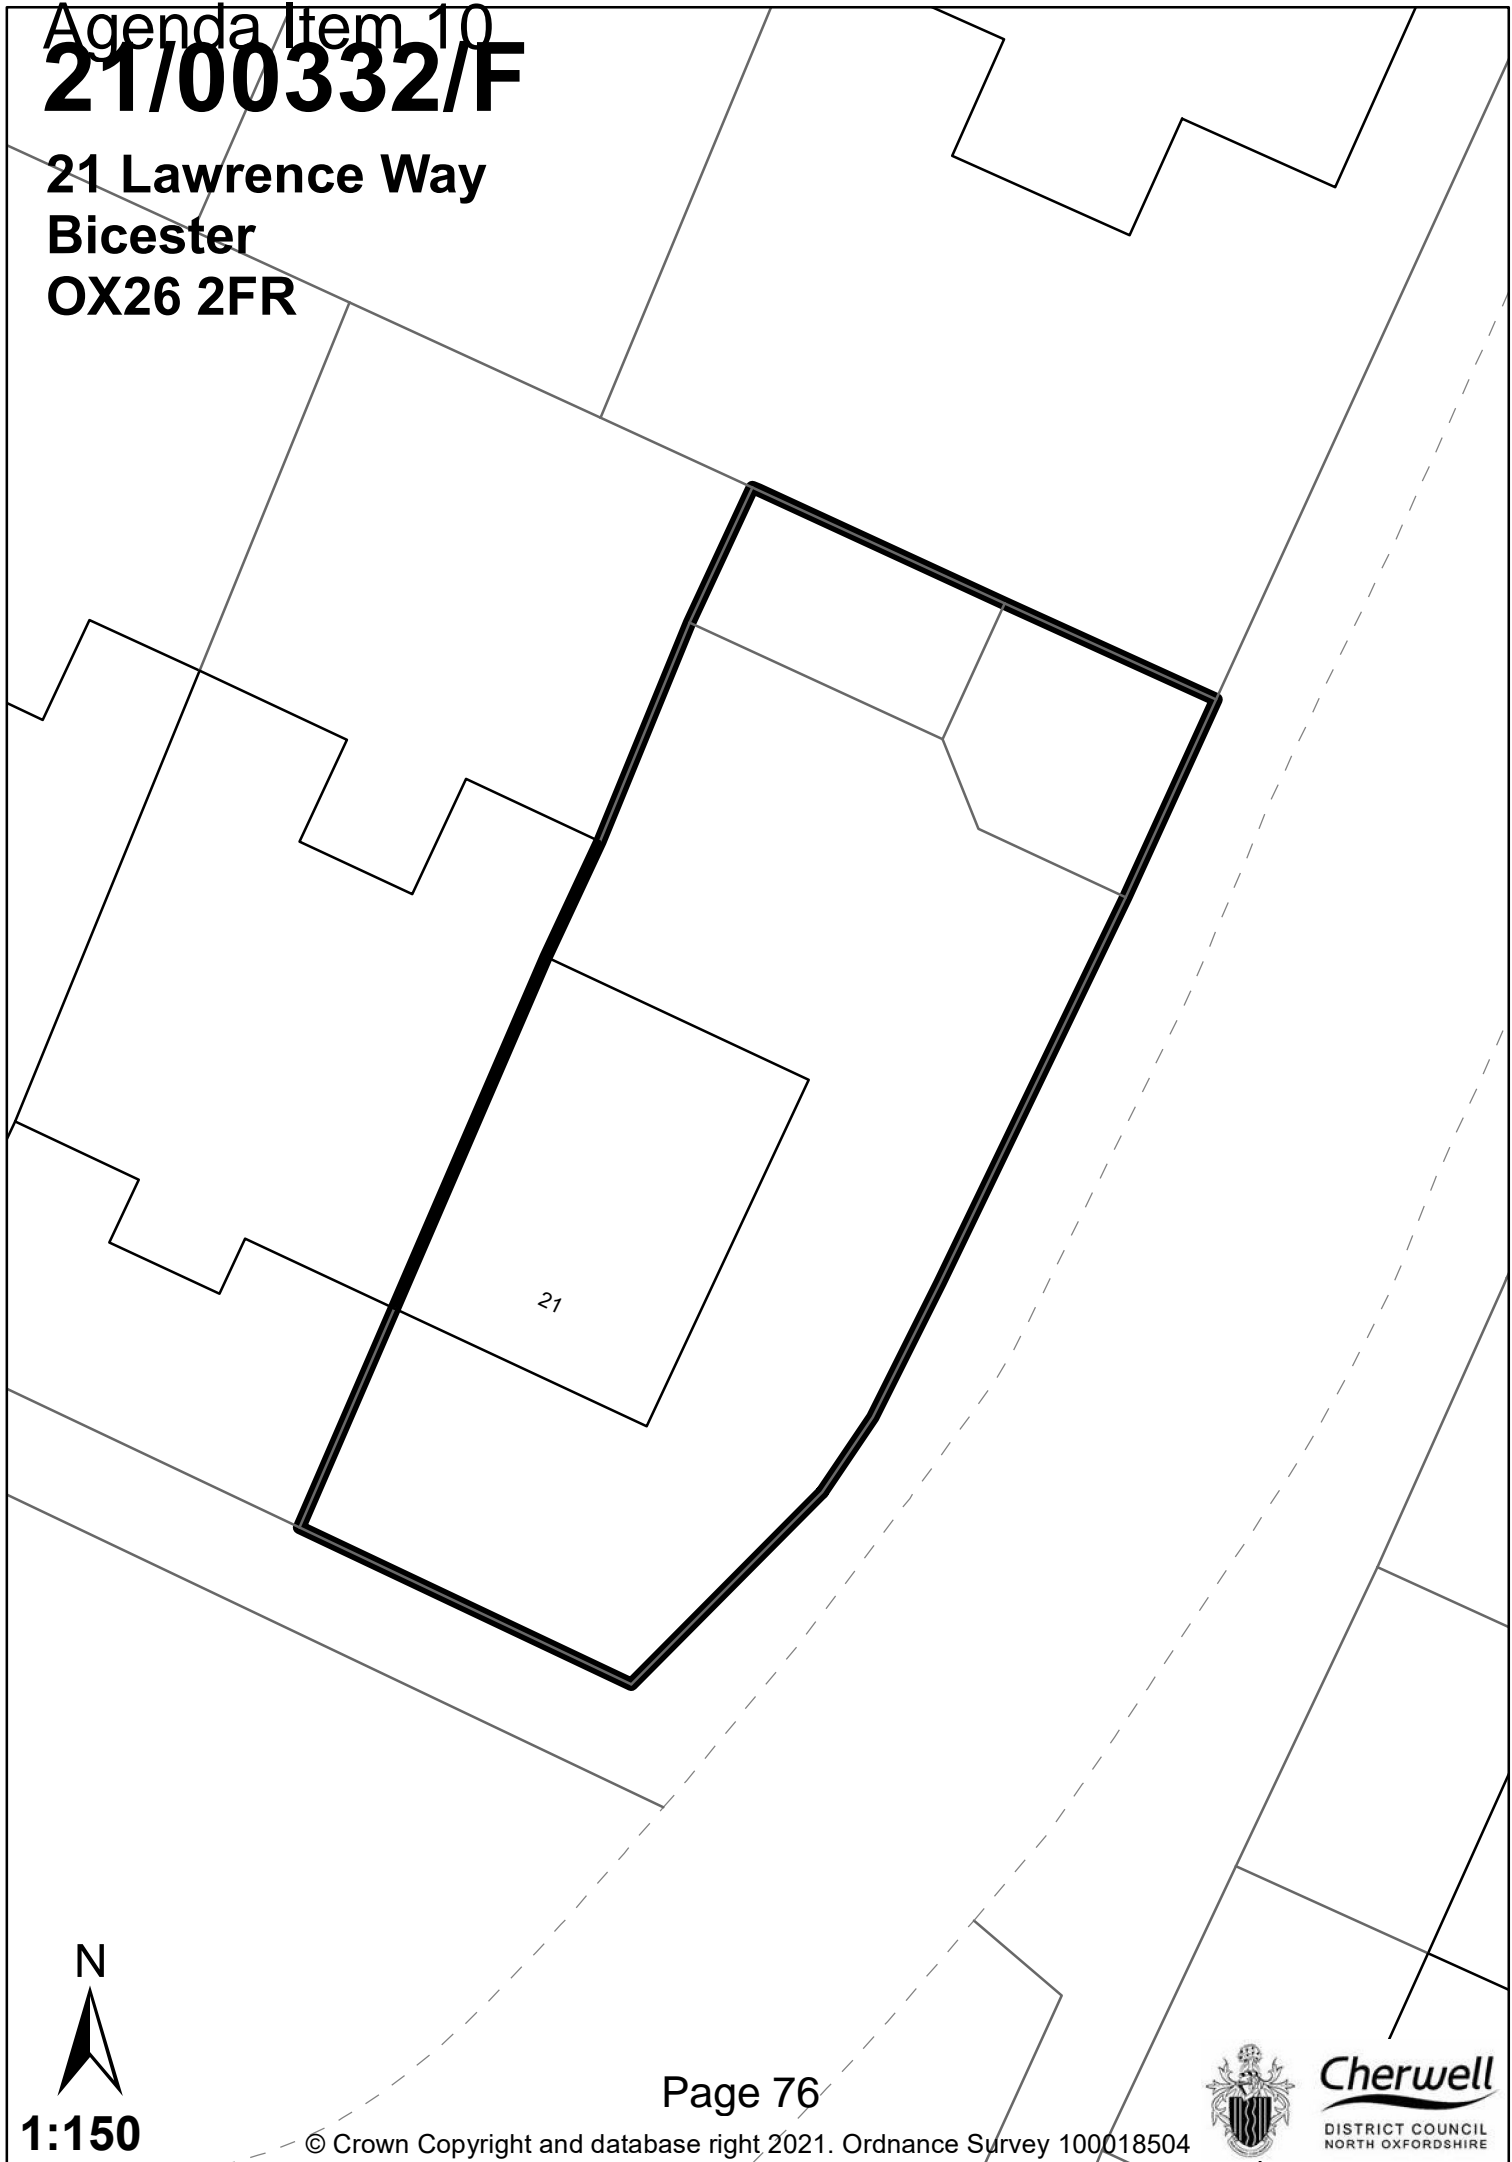 Agenda Item 10
21/00332/F
21 Lawrence Way
Bicester
OX26 2FR
21
N
1:150
Page 76
© Crown Copyright and database right 2021. Ordnance Survey 100018504
Cherwell
DISTRICT COUNCIL
NORTH OXFORDSHIRE